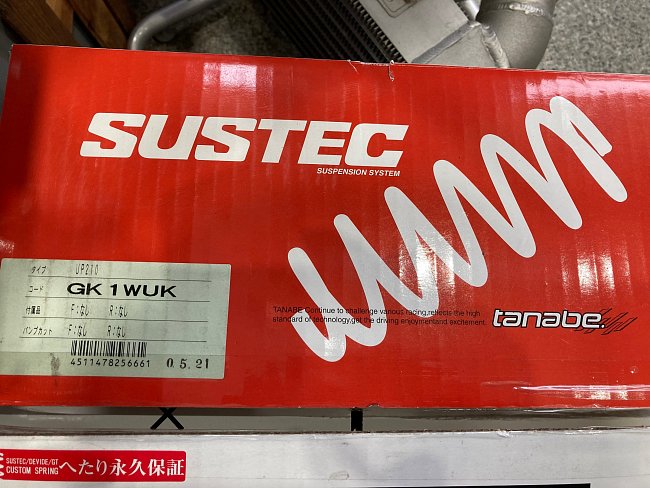 SUSTEC
SUSPENSION SYSTEM
タイプ UP210
コード GK 1WUK
付属品 F:なし R:なし
バンプカット F:なし R:なし
4511478256661 0.5.21
TANABE Continue to challenge various racing,reflects the high
standard of technology,get the driving enjoymentand excitement.
tanabe.
SUSTEC/DEVIDE/GT
CUSTOM SPRING へたり永久保証